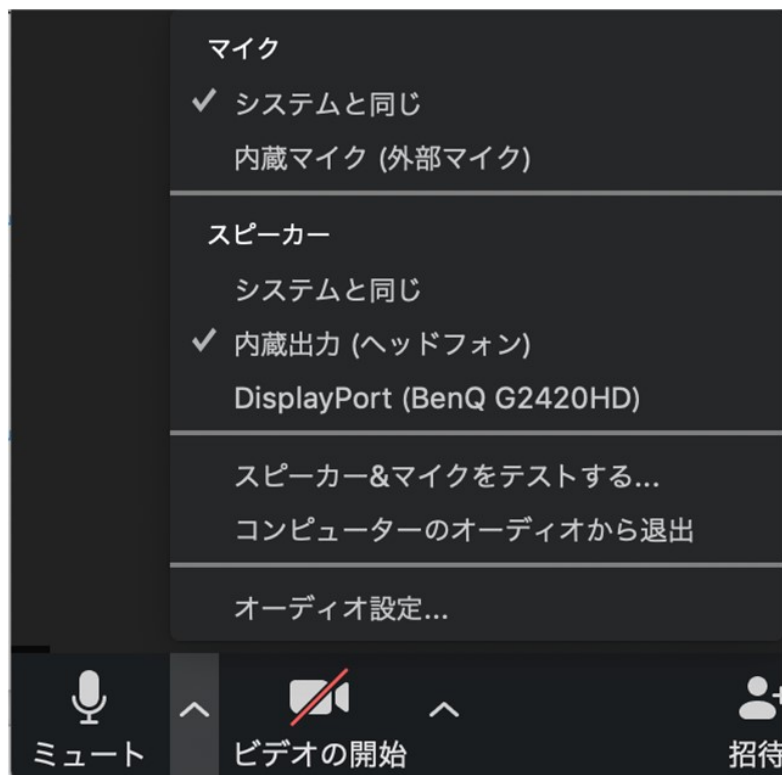 マイク
システムと同じ
内蔵マイク (外部マイク)
スピーカー
システムと同じ
内蔵出力 (ヘッドフォン)
DisplayPort (BenQ G2420HD)
スピーカー&マイクをテストする...
コンピューターのオーディオから退出
オーディオ設定...
ミュート
ビデオの開始
招待